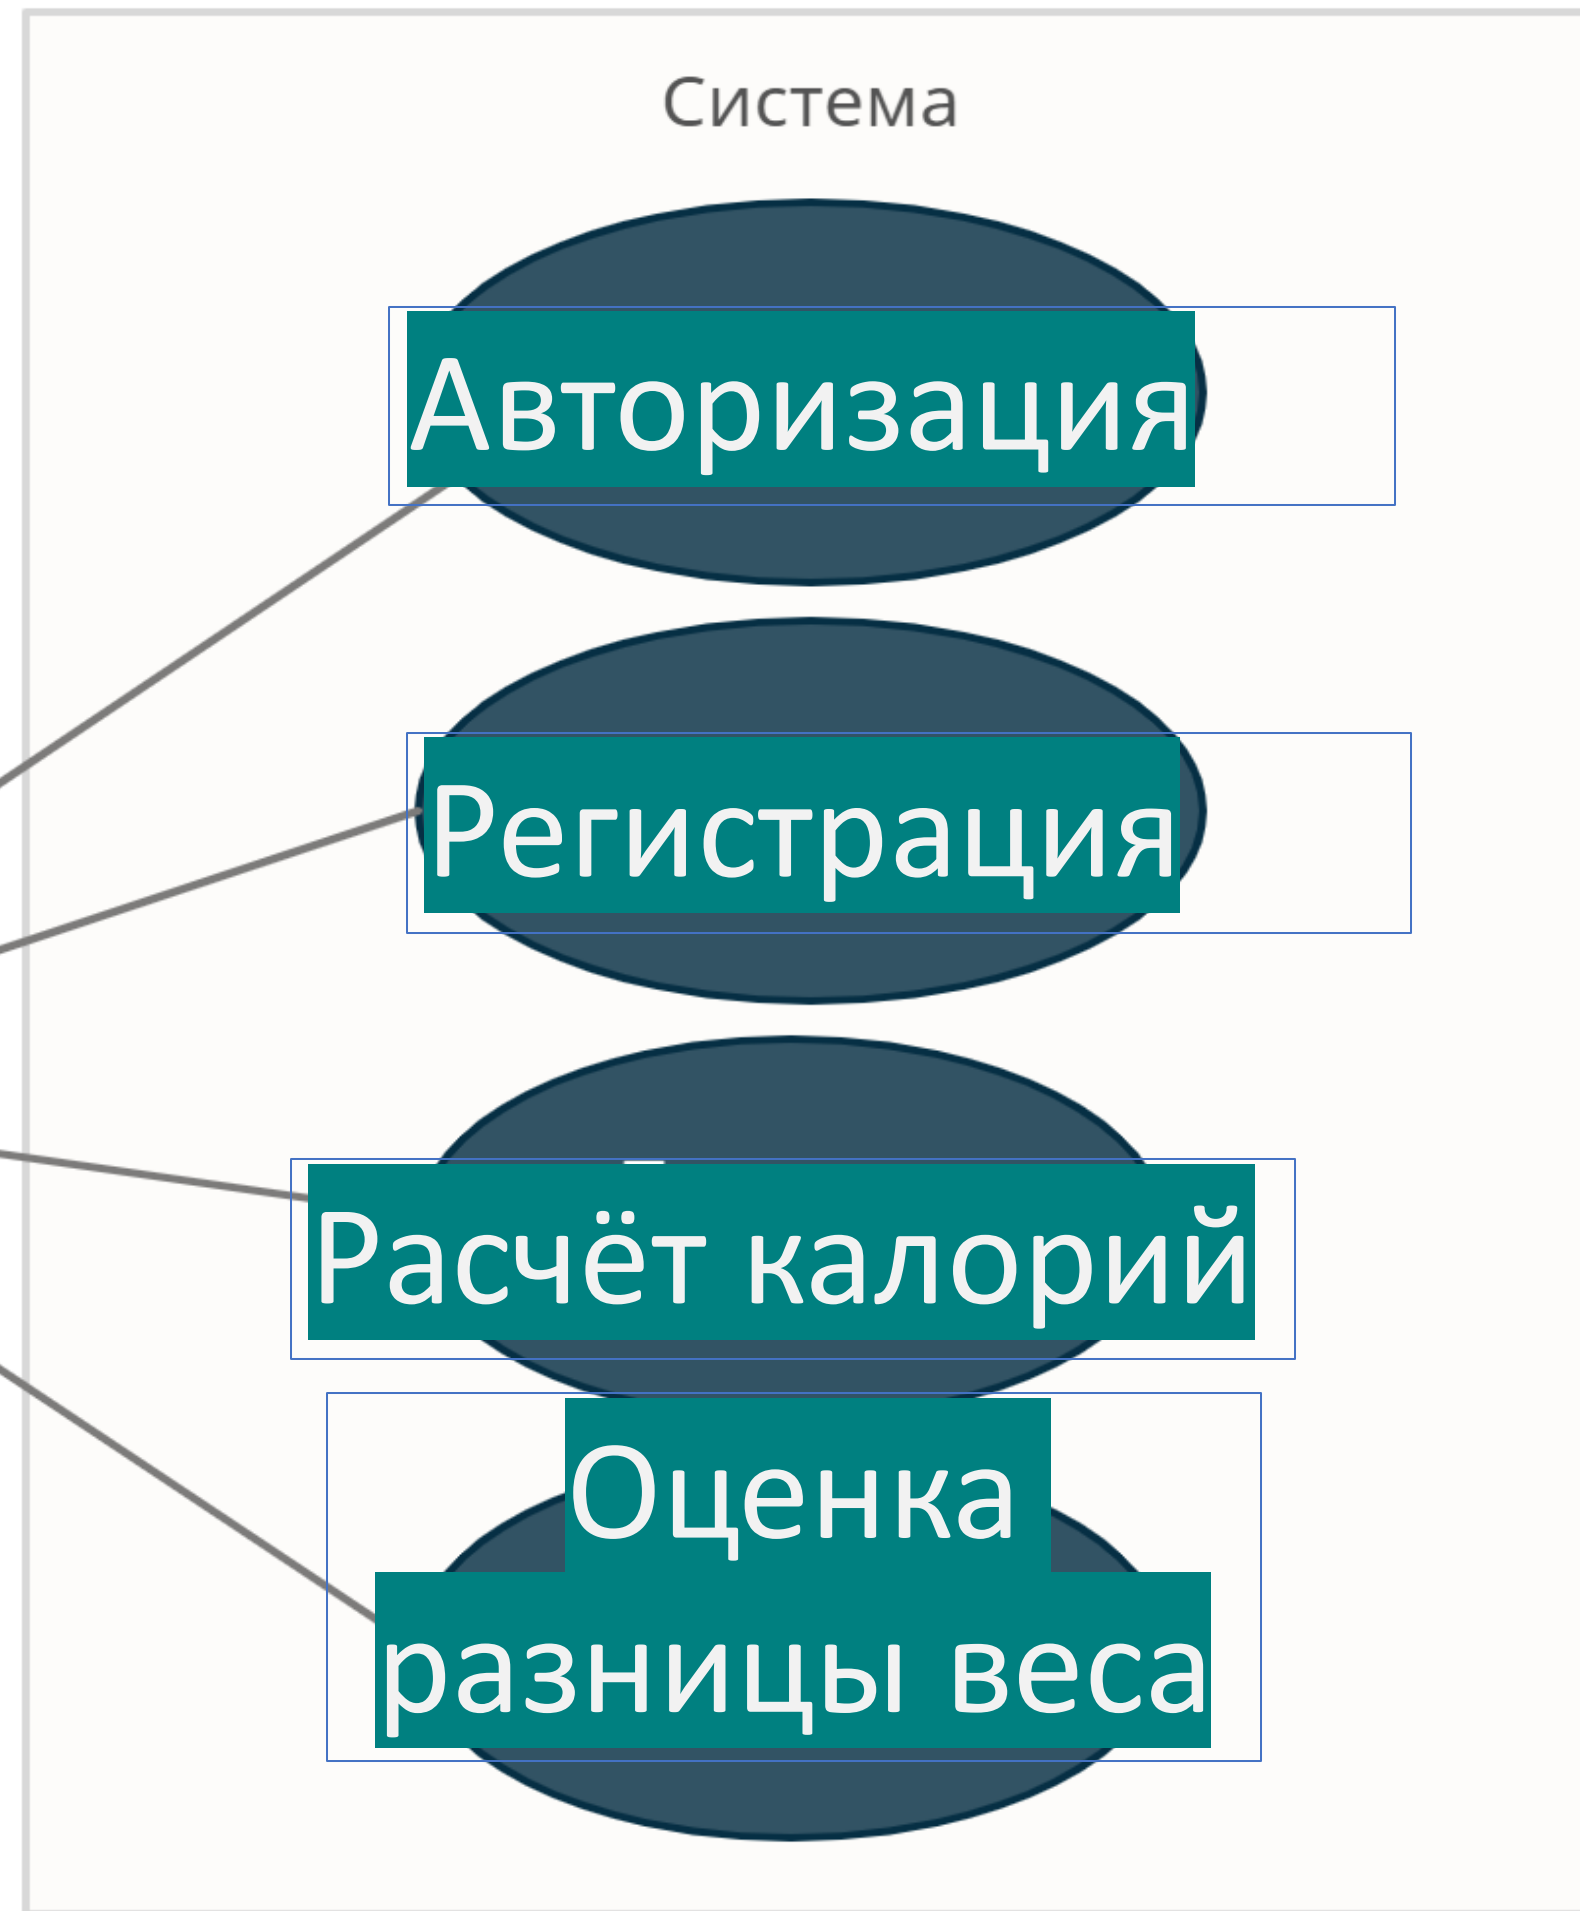 Система
Авторизация
Регистрация
Расчёт калорий
Оценка
разницы веса